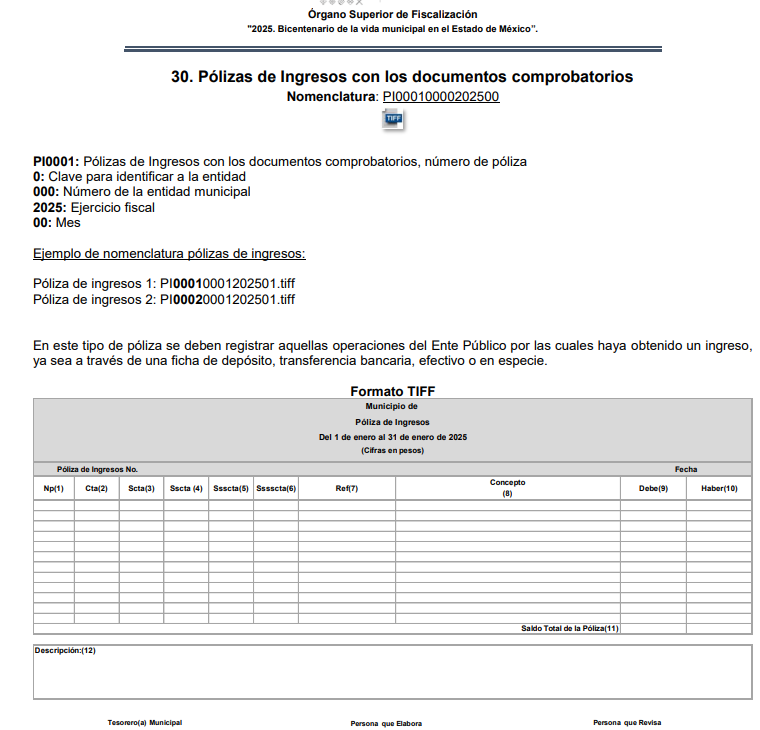 Órgano Superior de Fiscalización
"2025. Bicentenario de la vida municipal en el Estado de México".
30. Pólizas de Ingresos con los documentos comprobatorios
Nomenclatura: PI00010000202500
TIFF
PI0001: Pólizas de Ingresos con los documentos comprobatorios, número de póliza
0: Clave para identificar a la entidad
000: Número de la entidad municipal
2025: Ejercicio fiscal
00: Mes
Ejemplo de nomenclatura pólizas de ingresos:
Póliza de ingresos 1: PI00010001202501.tiff
Póliza de ingresos 2: PI00020001202501.tiff
En este tipo de póliza se deben registrar aquellas operaciones del Ente Público por las cuales haya obtenido un ingreso,
ya sea a través de una ficha de depósito, transferencia bancaria, efectivo o en especie.
Formato TIFF
Municipio de
Póliza de Ingresos
Del 1 de enero al 31 de enero de 2025
(Cifras en pesos)
Póliza de Ingresos No. Fecha
Np(1) Cta(2) Scta(3) Sscta (4) Ssscta(5) Sssscta(6) Ref(7) Concepto (8) Debe(9) Haber(10)
Saldo Total de la Póliza(11)
Descripción:(12)
Tesorero(a) Municipal Persona que Elabora Persona que Revisa